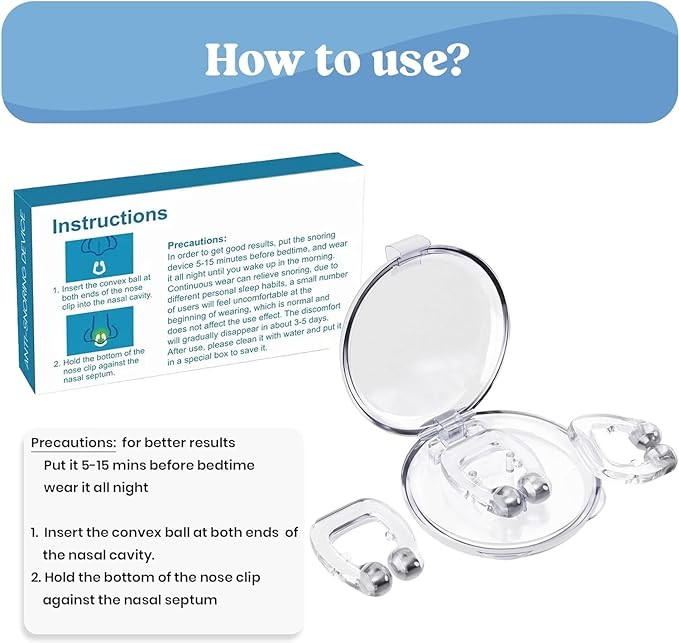 How to use?
ANTI-SNORING DEVICE
Instructions
1. Insert the convex ball at
both ends of the nose
clip into the nasal cavity.
2. Hold the bottom of the
nose clip against the
nasal septum.
Precautions:
In order to get good results, put the snoring
device 5-15 minutes before bedtime, and wear
it all night until you wake up in the morning.
Continuous wear can relieve snoring, due to
different personal sleep habits, a small number
of users will feel uncomfortable at the
beginning of wearing, which is normal and
does not affect the use effect. The discomfort
will gradually disappear in about 3-5 days.
After use, please clean it with water and put it
in a special box to save it.
Precautions: for better results
Put it 5-15 mins before bedtime
wear it all night
1. Insert the convex ball at both ends of
the nasal cavity.
2. Hold the bottom of the nose clip
against the nasal septum